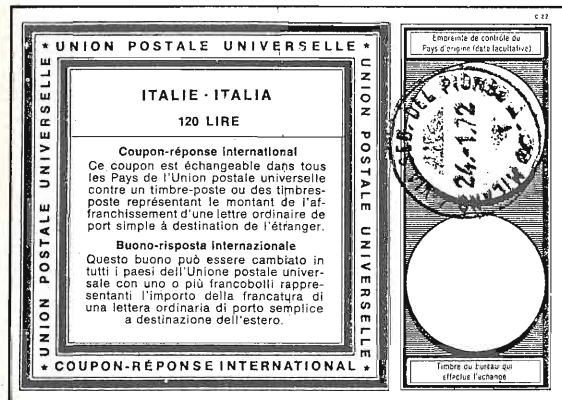 C 22
* UNION POSTALE UNIVERSELLE *
UNION POSTALE UNIVERSELLE
UNION POSTALE UNIVERSELLE
ITALIE - ITALIA
120 LIRE
Coupon-réponse international
Ce coupon est échangeable dans tous
les Pays de l'Union postale universelle
contre un timbre-poste ou des timbres-
poste représentant le montant de l'af-
franchissement d'une lettre ordinaire de
port simple à destination de l'étranger.
Buono-risposta internazionale
Questo buono può essere cambiato in
tutti i paesi dell'Unione postale univer-
sale con uno o più francobolli rappre-
sentanti l'importo della francatura di
una lettera ordinaria di porto semplice
a destinazione dell'estero.
* COUPON-RÉPONSE INTERNATIONAL *
Empreinte de contrôle du
Pays d'origine (date facultative)
DEL PIOMBO
24.-1.72
MILANO
Timbre du bureau qui
effectue l'échange